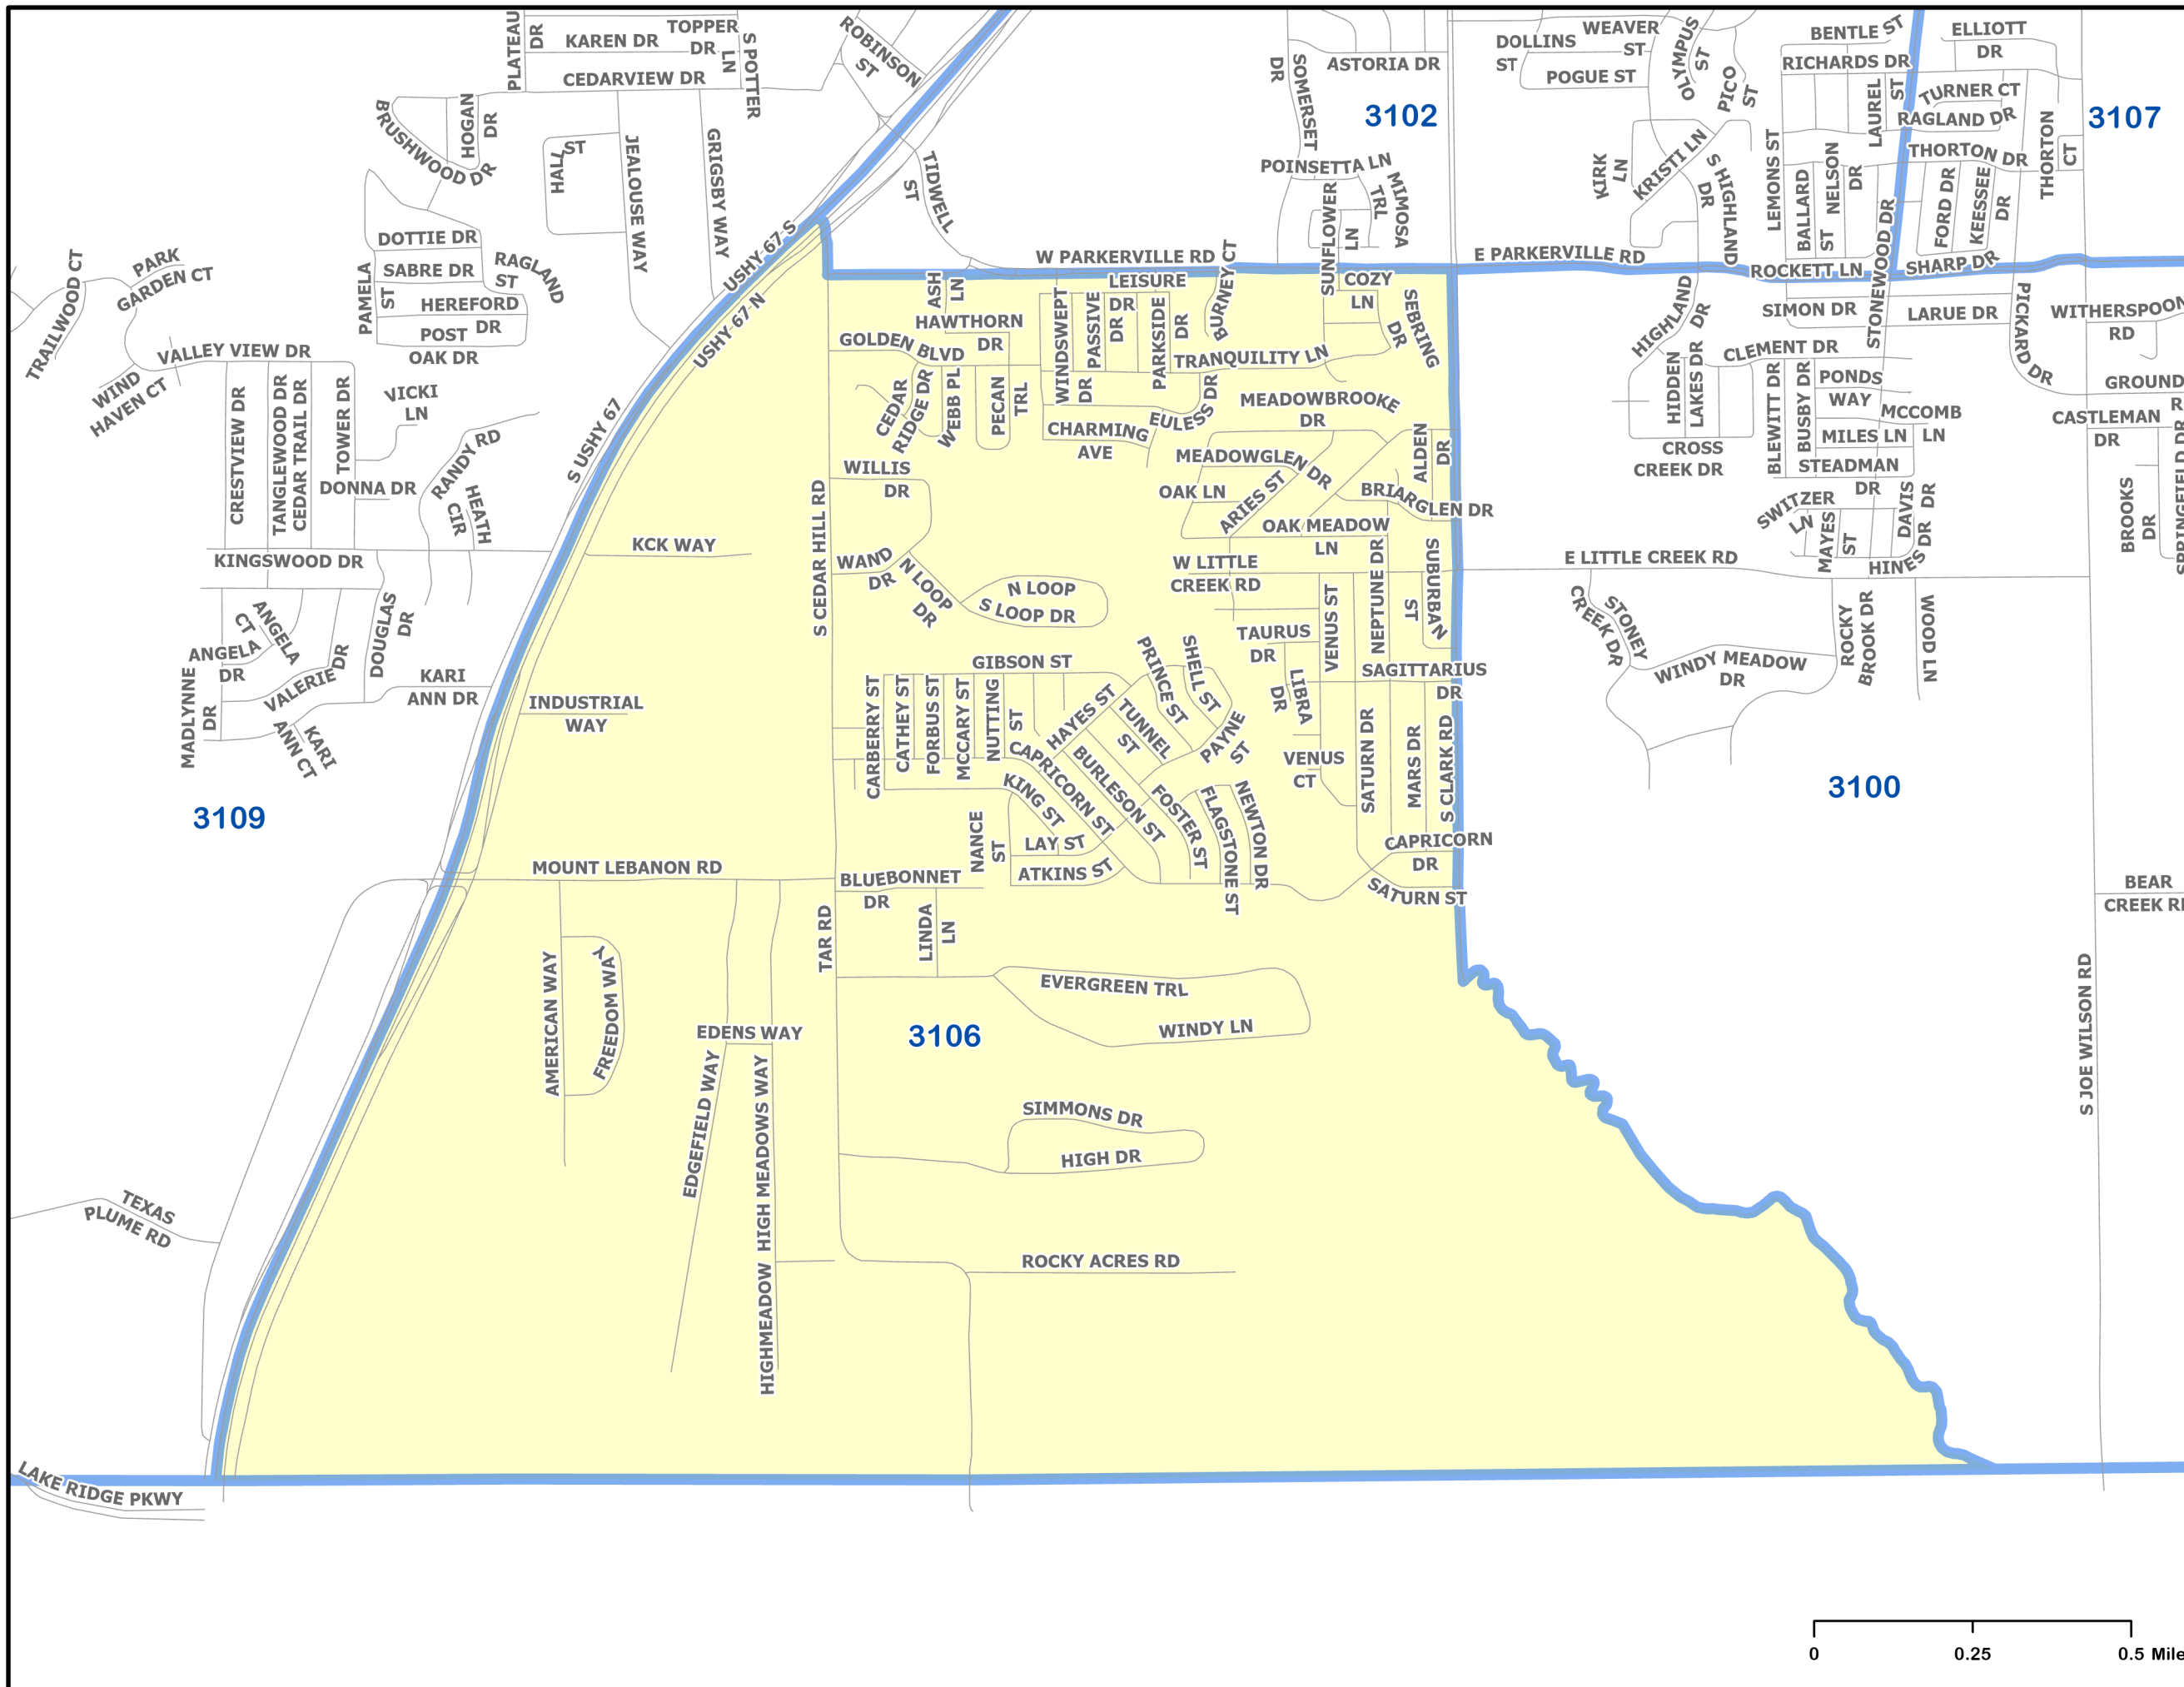 PLATEAU DR
KAREN DR
TOPPER DR
LN
S POTTER
CEDARVIEW DR
ROBINSON ST
BRUSHWOOD DR
HOGAN DR
HALL ST
JEALOUSE WAY
GRIGSBY WAY
TIDWELL ST
SOMERSET DR
ASTORIA DR
3102
POINSETTA LN
SUNFLOWER LN
MIMOSA TRL
DOLLINS ST
WEAVER ST
POGUE ST
OLYMPUS ST
PICO ST
KIRK LN
KRISTI LN
S HIGHLAND DR
BENTLE ST
RICHARDS DR
LEMONS ST
BALLARD ST
NELSON DR
LAUREL ST
ELLIOTT DR
TURNER CT
RAGLAND DR
THORTON DR
FORD DR
KEESSEE DR
THORTON CT
3107
DOTTIE DR
SABRE DR
HEREFORD DR
POST OAK DR
PAMELA ST
RAGLAND ST
USHY 67 S
USHY 67 N
S USHY 67
PARK GARDEN CT
TRAILWOOD CT
VALLEY VIEW DR
WIND HAVEN CT
CRESTVIEW DR
TANGLEWOOD DR
CEDAR TRAIL DR
TOWER DR
VICKI LN
DONNA DR
RANDY RD
HEATH CIR
KINGSWOOD DR
ANGELA CT
ANGELA DR
VALERIE DR
DOUGLAS DR
MADLYNNE DR
KARI ANN DR
KARI ANN CT
3109
W PARKERVILLE RD
E PARKERVILLE RD
ROCKETT LN
SHARP DR
STONEWOOD DR
ASH LN
HAWTHORN DR
GOLDEN BLVD
LEISURE DR
WINDSWEPT DR
PASSIVE DR
PARKSIDE DR
BURNEY CT
COZY LN
SEBRING DR
TRANQUILITY LN
CEDAR RIDGE DR
WEBB PL
PECAN TRL
EULESS DR
CHARMING AVE
MEADOWBROOKE DR
MEADOWGLEN DR
OAK LN
ARIES ST
OAK MEADOW LN
BRIARGLEN DR
ALDEN DR
WILLIS DR
S CEDAR HILL RD
KCK WAY
WAND DR
N LOOP DR
N LOOP
S LOOP DR
W LITTLE CREEK RD
E LITTLE CREEK RD
TAURUS DR
LIBRA DR
VENUS ST
NEPTUNE DR
SUBURBAN ST
SAGITTARIUS DR
VENUS CT
SATURN DR
MARS DR
S CLARK RD
CAPRICORN DR
SATURN ST
INDUSTRIAL WAY
GIBSON ST
CARBERRY ST
CATHEY ST
FORBUS ST
MCCARY ST
NUTTING ST
HAYES ST
PRINCE ST
SHELL ST
TUNNEL ST
PAYNE ST
CAPRICORN ST
BURLESON ST
KING ST
NANCE ST
LAY ST
ATKINS ST
FOSTER ST
FLAGSTONE ST
NEWTON DR
MOUNT LEBANON RD
BLUEBONNET DR
LINDA LN
TAR RD
AMERICAN WAY
FREEDOM WAY
EDENS WAY
EDGEFIELD WAY
HIGH MEADOWS WAY
HIGHMEADOW
3106
EVERGREEN TRL
WINDY LN
SIMMONS DR
HIGH DR
ROCKY ACRES RD
HIGHLAND DR
HIDDEN LAKES DR
CROSS CREEK DR
SIMON DR
LARUE DR
CLEMENT DR
BLEWITT DR
BUSBY DR
PONDS WAY
MCCOMB LN
MILES LN
STEADMAN DR
SWITZER LN
MAYES ST
DAVIS DR
HINES DR
PICKARD DR
WITHERSPOON RD
GROUND
R
CASTLEMAN DR
BROOKS DR
SPRINGFIELD DR
STONEY CREEK DR
WINDY MEADOW DR
ROCKY BROOK DR
WOOD LN
3100
BEAR CREEK RD
S JOE WILSON RD
TEXAS PLUME RD
LAKE RIDGE PKWY
0 0.25 0.5 Mile